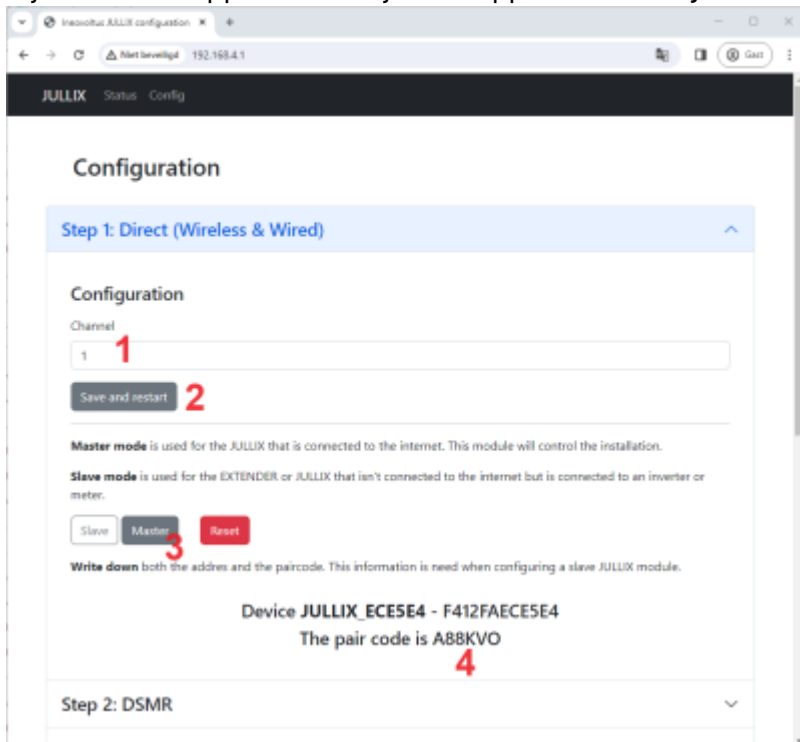 Innovoltus JULLIX configuration
Niet beveiligd 192.168.4.1
Gast
JULLIX Status Config
Configuration
Step 1: Direct (Wireless & Wired)
Configuration
Channel
1
1
Save and restart 2
Master mode is used for the JULLIX that is connected to the internet. This module will control the installation.
Slave mode is used for the EXTENDER or JULLIX that isn't connected to the internet but is connected to an inverter or
meter.
Slave Master Reset
3
Write down both the addres and the paircode. This information is need when configuring a slave JULLIX module.
Device JULLIX_ECE5E4 - F412FAECE5E4
The pair code is A88KVO
4
Step 2: DSMR